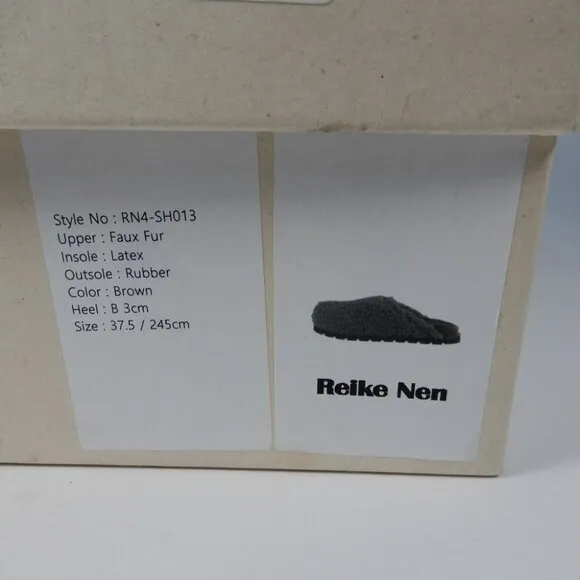 Style No : RN4-SH013
Upper : Faux Fur
Insole : Latex
Outsole : Rubber
Color : Brown
Heel : B 3cm
Size : 37.5 / 245cm
Reike Nen